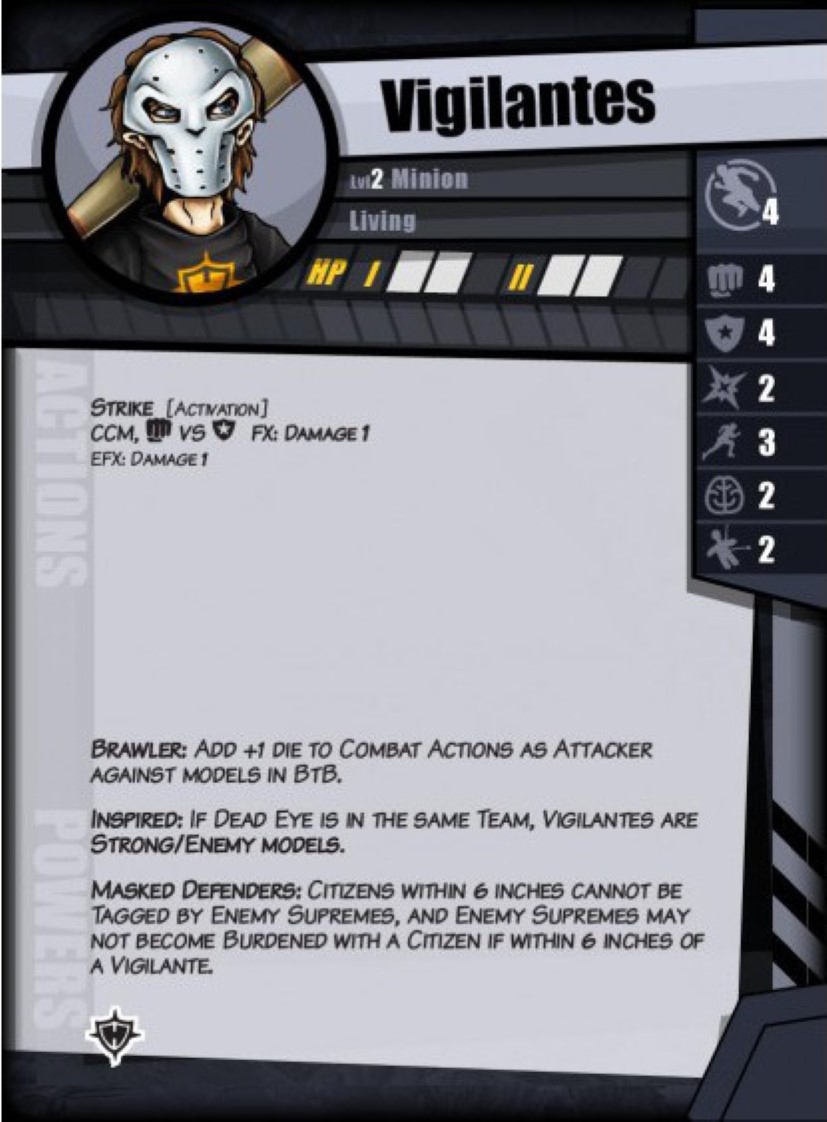 Vigilantes
Lvl2 Minion
Living
HP I II
4
4
4
2
3
2
2
ACTIONS
STRIKE [ACTIVATION]
CCM, VS FX: DAMAGE 1
EFX: DAMAGE 1
POWERS
BRAWLER: ADD +1 DIE TO COMBAT ACTIONS AS ATTACKER
AGAINST MODELS IN BTB.
INSPIRED: IF DEAD EYE IS IN THE SAME TEAM, VIGILANTES ARE
STRONG/ENEMY MODELS.
MASKED DEFENDERS: CITIZENS WITHIN 6 INCHES CANNOT BE
TAGGED BY ENEMY SUPREMES, AND ENEMY SUPREMES MAY
NOT BECOME BURDENED WITH A CITIZEN IF WITHIN 6 INCHES OF
A VIGILANTE.